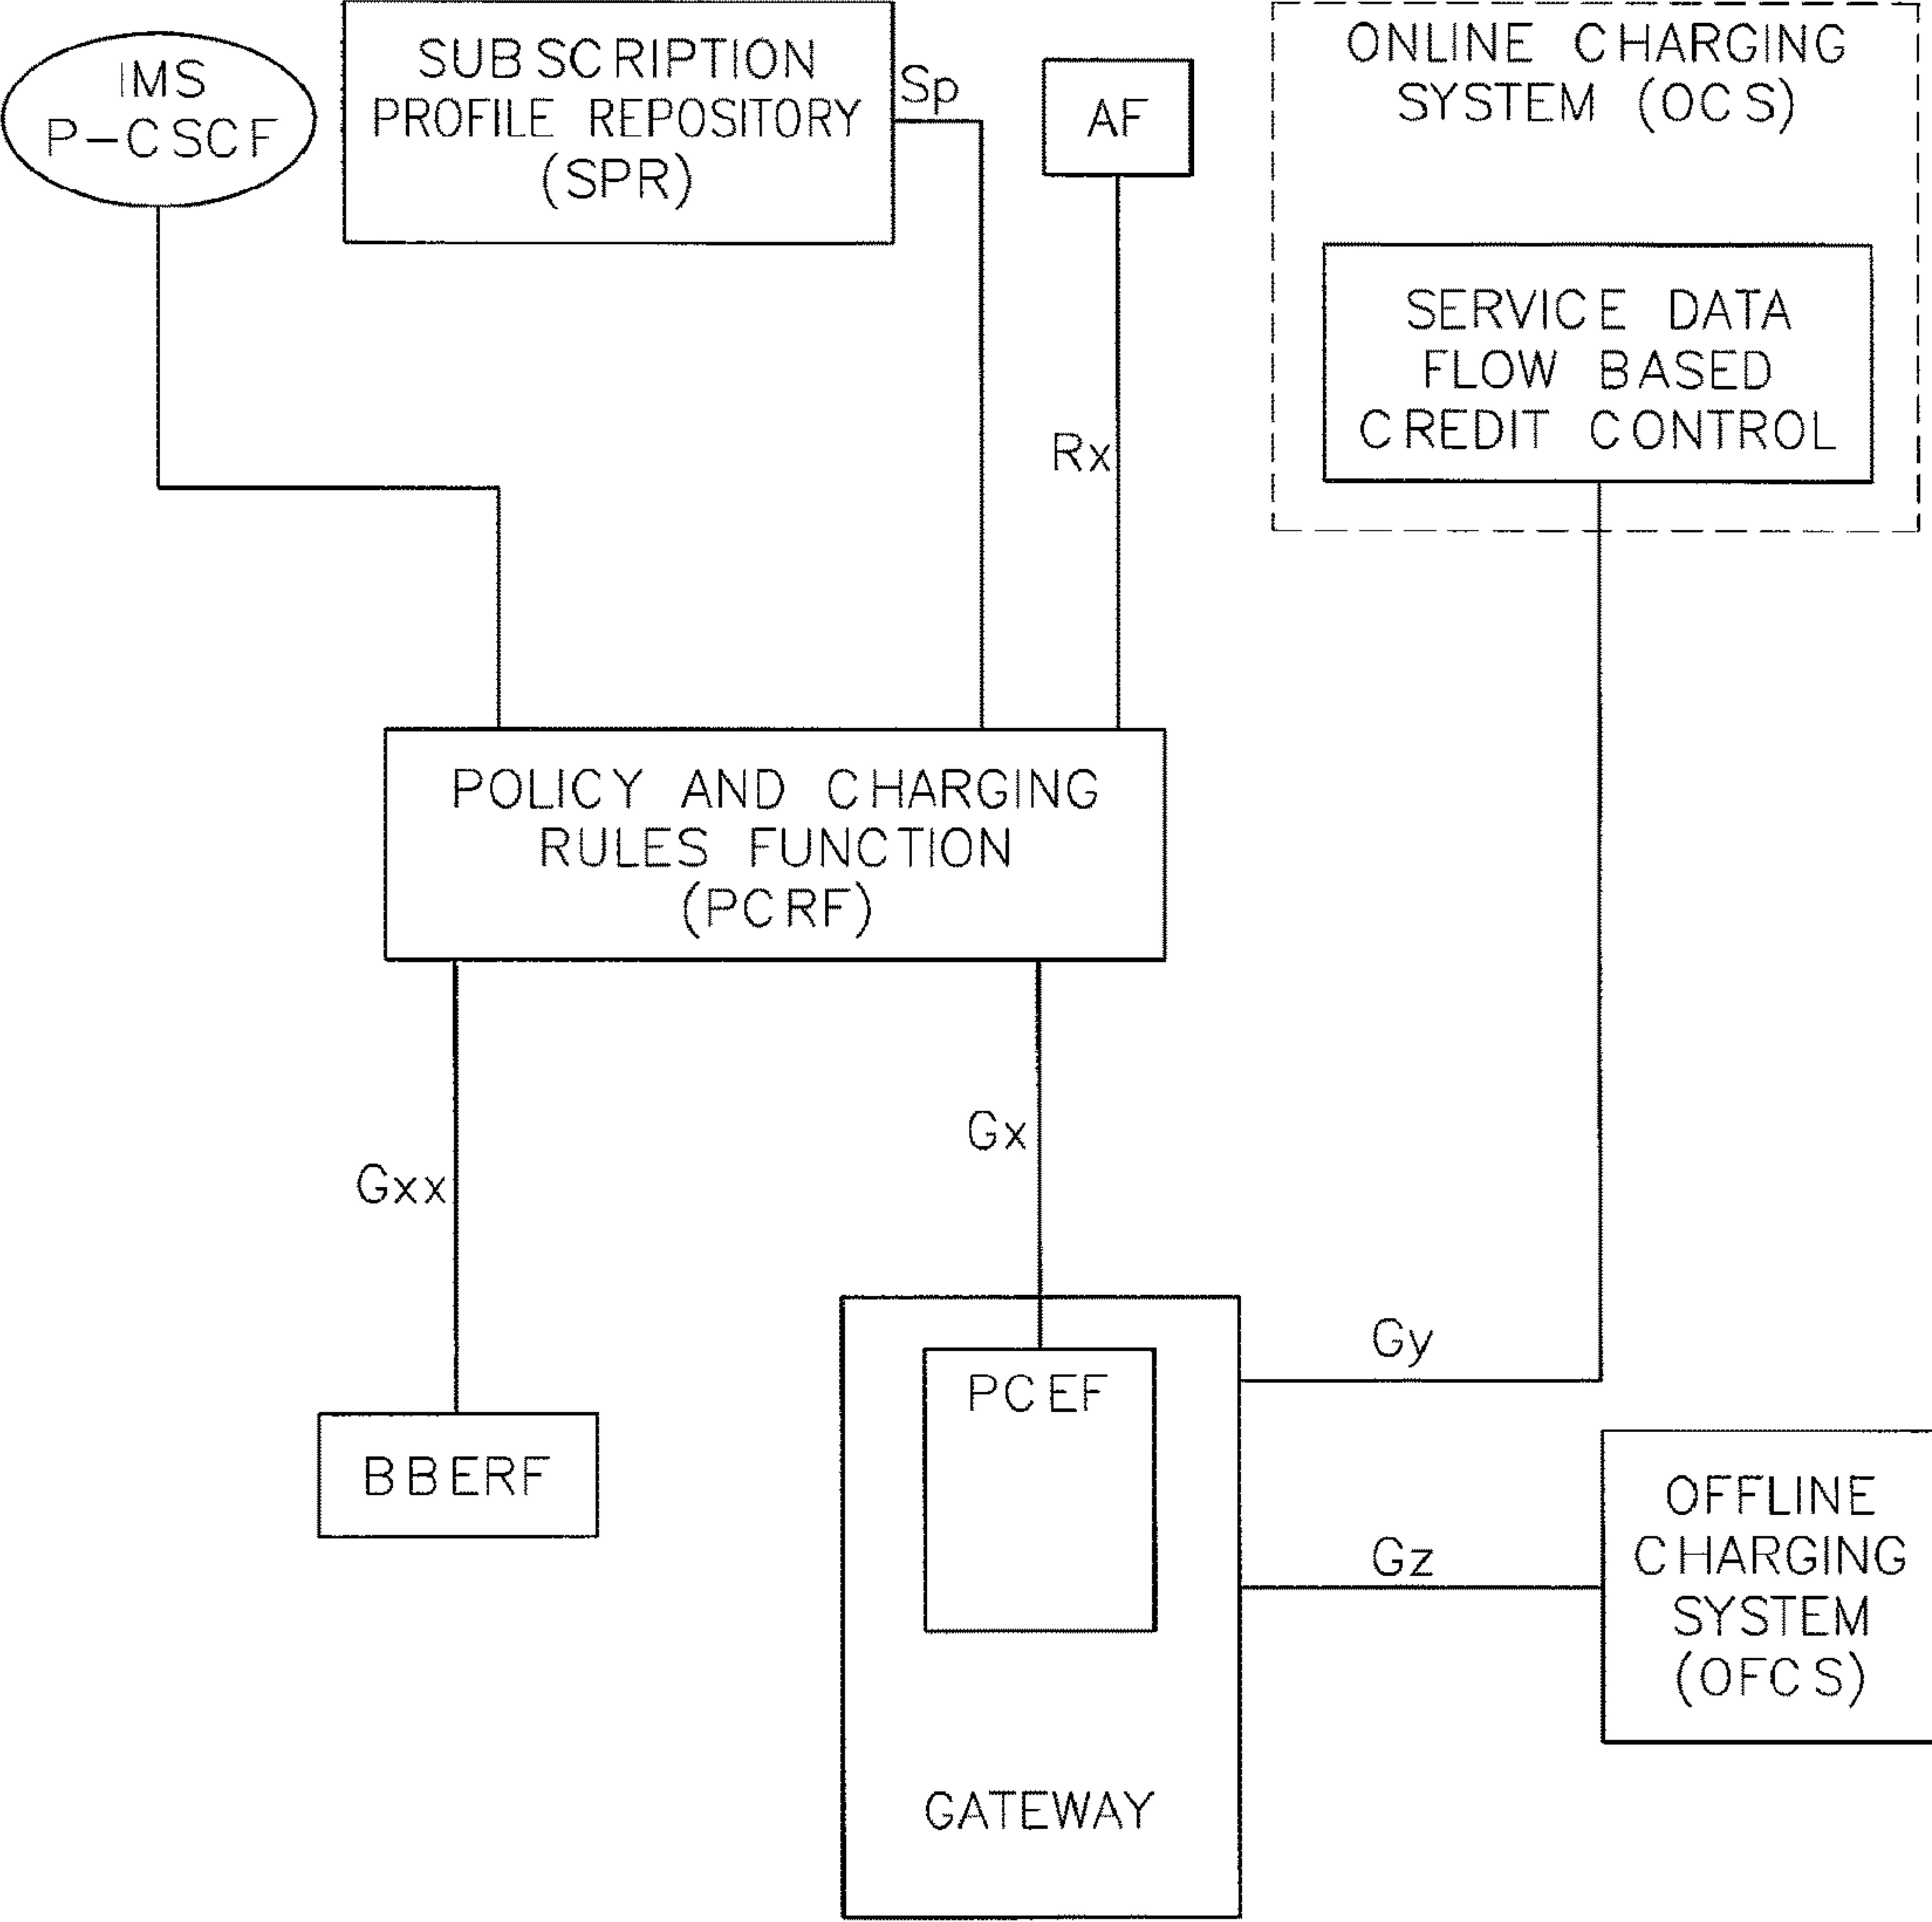 IMS
P-CSCF
SUBSCRIPTION
PROFILE REPOSITORY
(SPR)
Sp
AF
ONLINE CHARGING
SYSTEM (OCS)
SERVICE DATA
FLOW BASED
CREDIT CONTROL
Rx
POLICY AND CHARGING
RULES FUNCTION
(PCRF)
Gxx
Gx
Gy
PCEF
BBERF
Gz
OFFLINE
CHARGING
SYSTEM
(OFCS)
GATEWAY